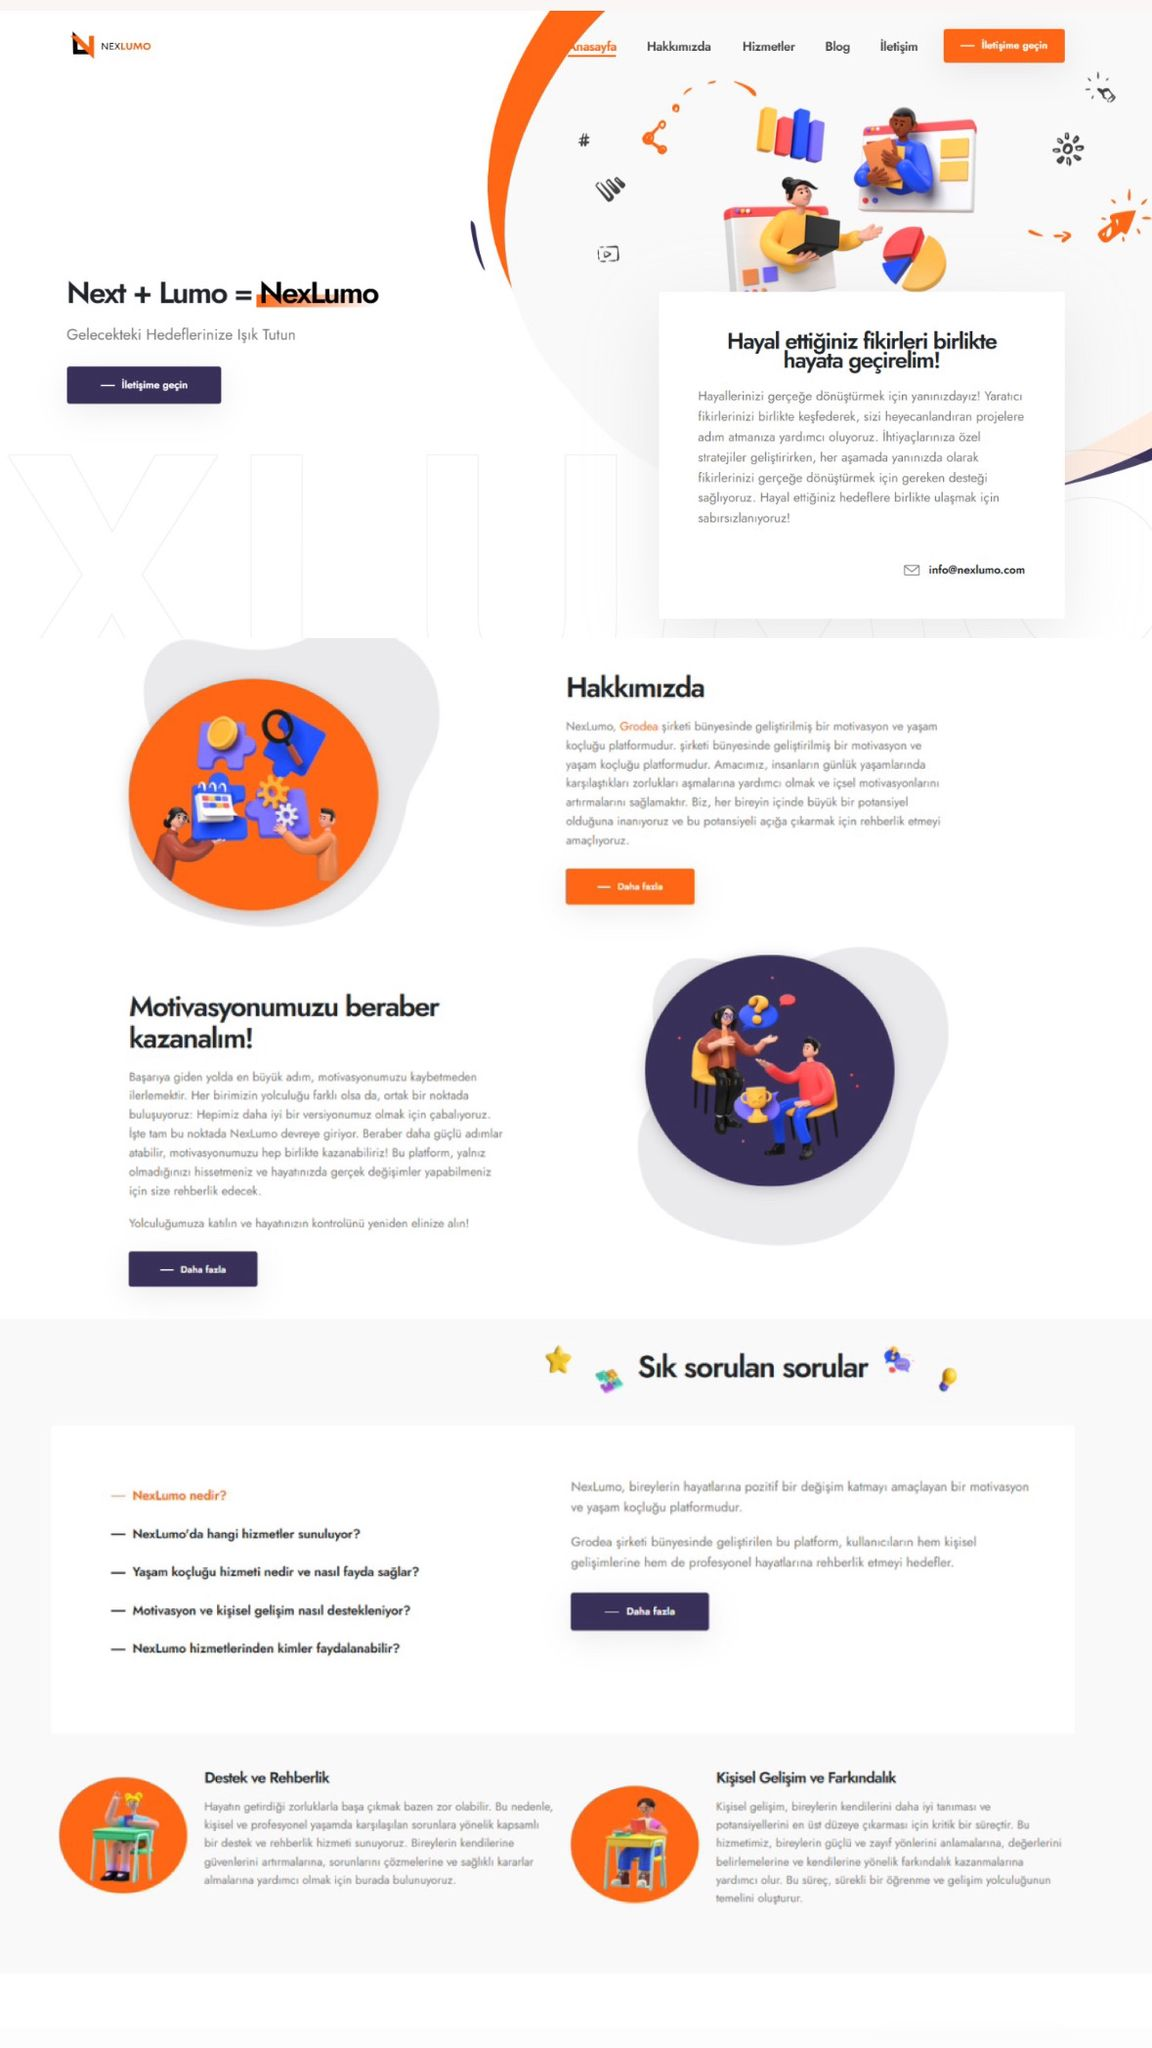 NEXLUMO
Anasayfa
Hakkımızda
Hizmetler
Blog
İletişim
İletişime geçin
#
Next + Lumo = NexLumo
Gelecekteki Hedeflerinize Işık Tutun
İletişime geçin
Hayal ettiğiniz fikirleri birlikte
hayata geçirelim!
Hayallerinizi gerçeğe dönüştürmek için yanınızdayız! Yaratıcı
fikirlerinizi birlikte keşfederek, sizi heyecanlandıran projelere
adım atmanıza yardımcı oluyoruz. İhtiyaçlarınıza özel
stratejiler geliştirirken, her aşamada yanınızda olarak
fikirlerinizi gerçeğe dönüştürmek için gereken desteği
sağlıyoruz. Hayal ettiğiniz hedeflere birlikte ulaşmak için
sabırsızlanıyoruz!
info@nexlumo.com
XLUMO
Hakkımızda
NexLumo, Grodea şirketi bünyesinde geliştirilmiş bir motivasyon ve yaşam
koçluğu platformudur. şirketi bünyesinde geliştirilmiş bir motivasyon ve
yaşam koçluğu platformudur. Amacımız, insanların günlük yaşamlarında
karşılaştıkları zorlukları aşmalarına yardımcı olmak ve içsel motivasyonlarını
artırmalarını sağlamaktır. Biz, her bireyin içinde büyük bir potansiyel
olduğuna inanıyoruz ve bu potansiyeli açığa çıkarmak için rehberlik etmeyi
amaçlıyoruz.
Daha fazla
Motivasyonumuzu beraber
kazanalım!
Başarıya giden yolda en büyük adım, motivasyonumuzu kaybetmeden
ilerlemektir. Her birimizin yolculuğu farklı olsa da, ortak bir noktada
buluşuyoruz: Hepimiz daha iyi bir versiyonumuz olmak için çabalıyoruz.
İşte tam bu noktada NexLumo devreye giriyor. Beraber daha güçlü adımlar
atabilir, motivasyonumuzu hep birlikte kazanabiliriz! Bu platform, yalnız
olmadığınızı hissetmeniz ve hayatınızda gerçek değişimler yapabilmeniz
için size rehberlik edecek.
Yolculuğumuza katılın ve hayatınızın kontrolünü yeniden elinize alın!
Daha fazla
Sık sorulan sorular
NexLumo nedir?
NexLumo'da hangi hizmetler sunuluyor?
Yaşam koçluğu hizmeti nedir ve nasıl fayda sağlar?
Motivasyon ve kişisel gelişim nasıl destekleniyor?
NexLumo hizmetlerinden kimler faydalanabilir?
NexLumo, bireylerin hayatlarına pozitif bir değişim katmayı amaçlayan bir motivasyon
ve yaşam koçluğu platformudur.
Grodea şirketi bünyesinde geliştirilen bu platform, kullanıcıların hem kişisel
gelişimlerine hem de profesyonel hayatlarına rehberlik etmeyi hedefler.
Daha fazla
Destek ve Rehberlik
Hayatın getirdiği zorluklarla başa çıkmak bazen zor olabilir. Bu nedenle,
kişisel ve profesyonel yaşamda karşılaşılan sorunlara yönelik kapsamlı
bir destek ve rehberlik hizmeti sunuyoruz. Bireylerin kendilerine
güvenlerini artırmalarına, sorunlarını çözmelerine ve sağlıklı kararlar
almalarına yardımcı olmak için burada bulunuyoruz.
Kişisel Gelişim ve Farkındalık
Kişisel gelişim, bireylerin kendilerini daha iyi tanıması ve
potansiyellerini en üst düzeye çıkarması için kritik bir süreçtir. Bu
hizmetimiz, bireylerin güçlü ve zayıf yönlerini anlamalarına, değerlerini
belirlemelerine ve kendilerine yönelik farkındalık kazanmalarına
yardımcı olur. Bu süreç, sürekli bir öğrenme ve gelişim yolculuğunun
temelini oluşturur.